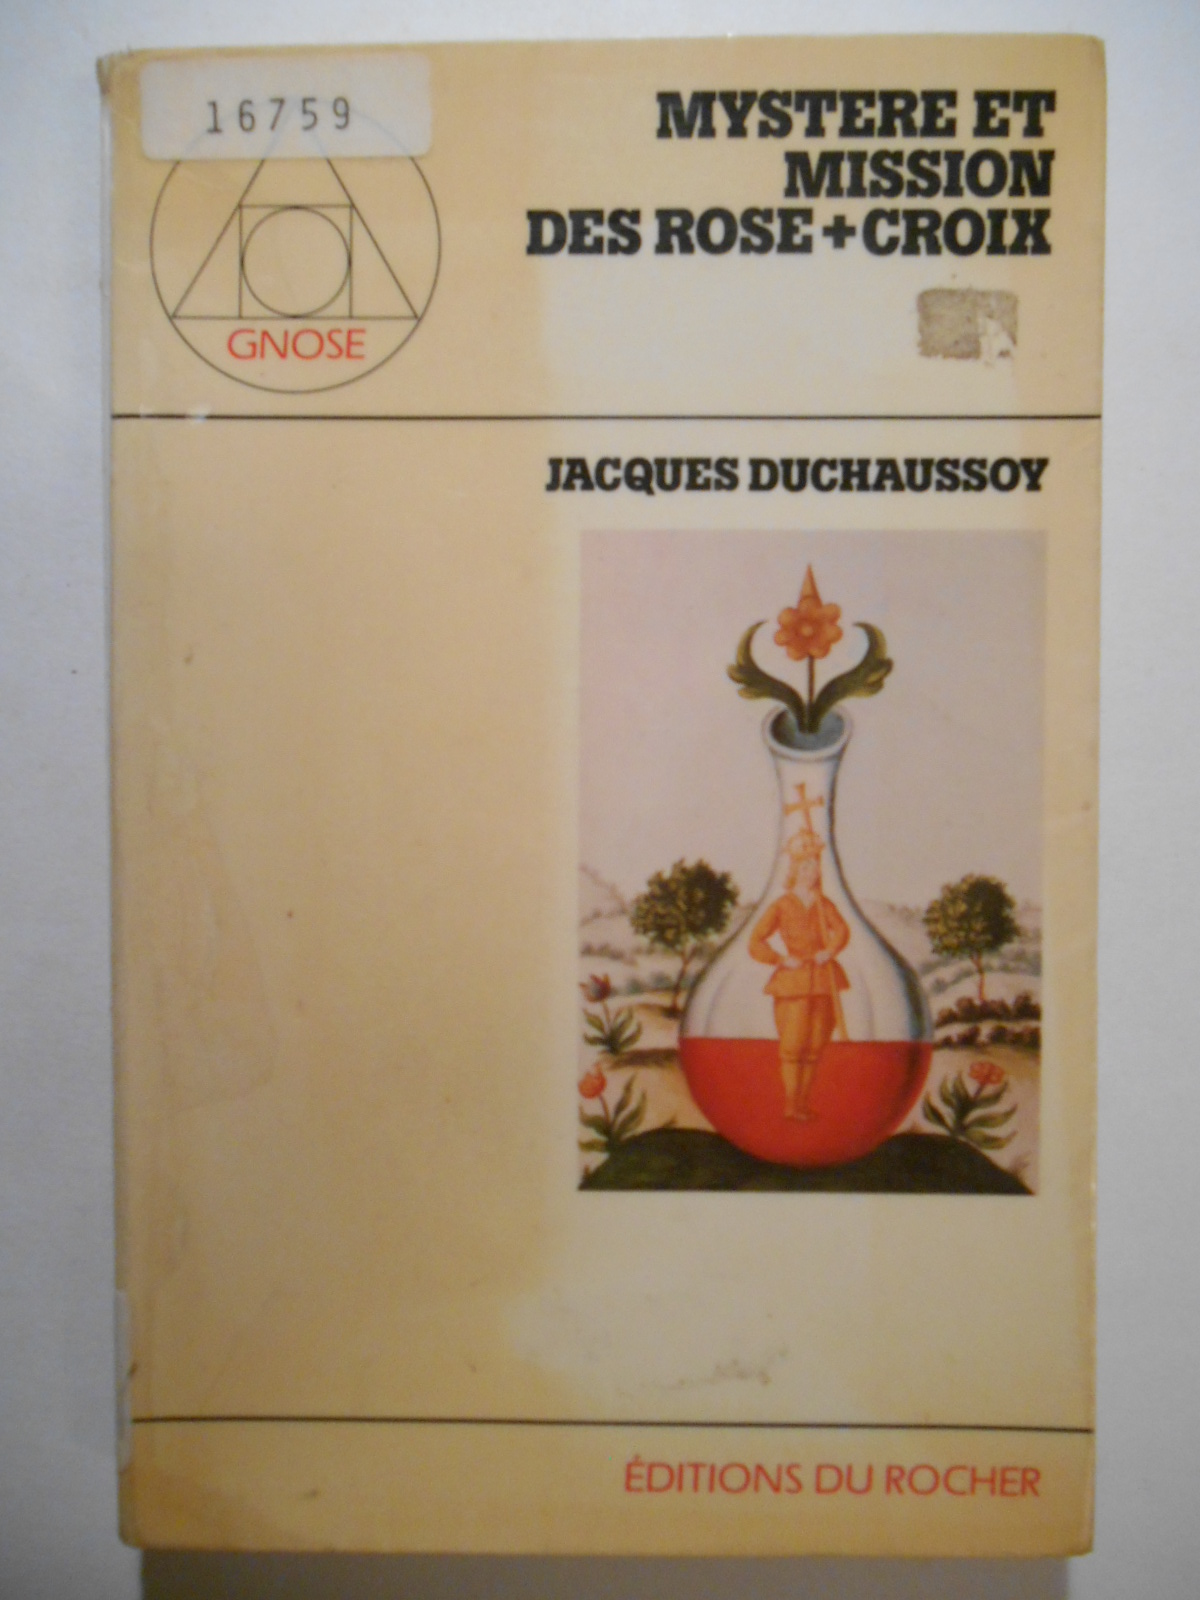 16759
MYSTERE ET
MISSION
DES ROSE+CROIX
GNOSE
JACQUES DUCHAUSSOY
ÉDITIONS DU ROCHER